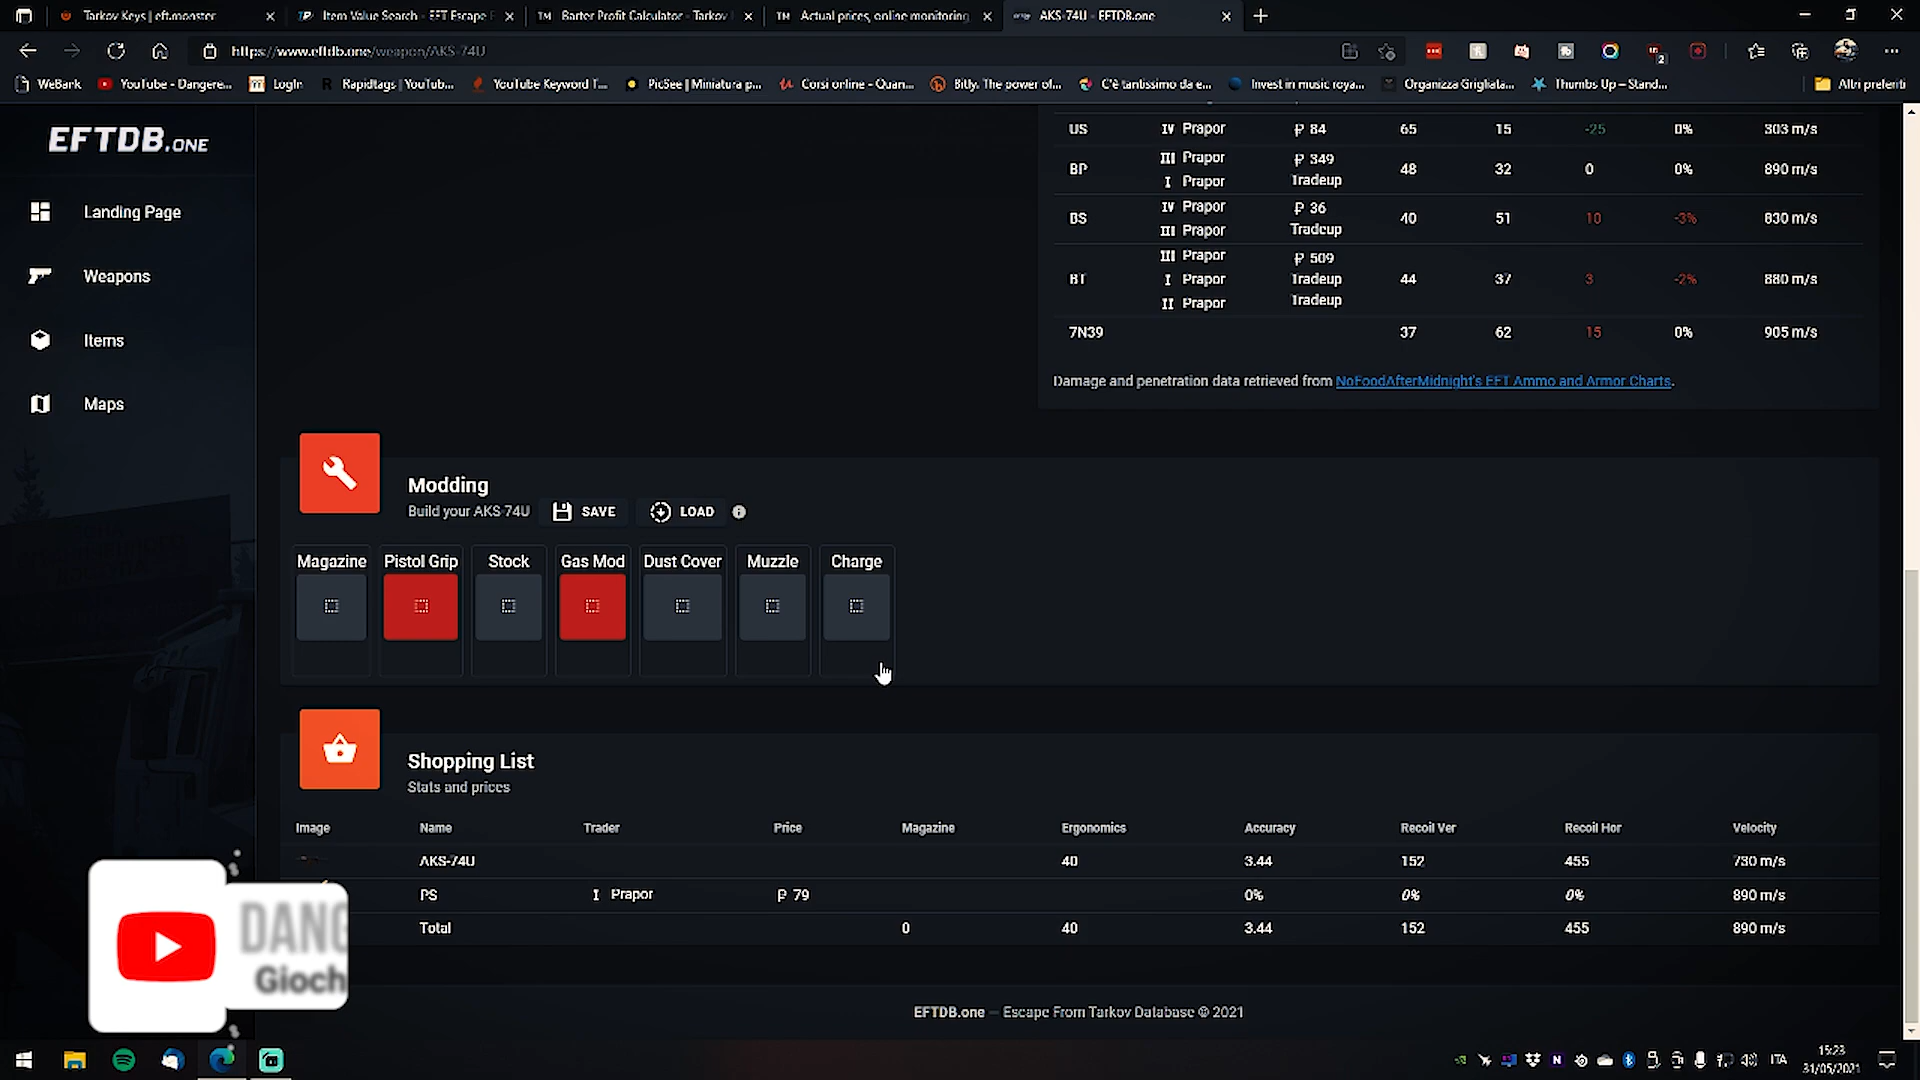 Tarkov Keys | eft.monster
Item Value Search - EFT Escape F
Barter Profit Calculator - Tarkov
Actual prices, online monitoring
AKS-74U - EFTDB.one
https://www.eftdb.one/weapon/AKS-74U
WeBank
YouTube - Dangere...
Login
Rapidtags | YouTub...
YouTube Keyword T...
PicSee | Miniatura p...
Corsi online - Quan...
Bitly. The power of...
C'è tantissimo da e...
Invest in music roya...
Organizza Grigliata...
Thumbs Up – Stand...
Altri preferiti
EFTDB.ONE
Landing Page
Weapons
Items
Maps
US IV Prapor ₽ 84 65 15 -25 0% 303 m/s
III Prapor ₽ 349
BP 48 32 0 0% 890 m/s
I Prapor Tradeup
IV Prapor ₽ 36
BS 40 51 10 -3% 830 m/s
III Prapor Tradeup
III Prapor ₽ 509
BT I Prapor Tradeup 44 37 3 -2% 880 m/s
II Prapor Tradeup
7N39 37 62 15 0% 905 m/s
Damage and penetration data retrieved from NoFoodAfterMidnight's EFT Ammo and Armor Charts.
Modding
Build your AKS-74U SAVE LOAD
Magazine Pistol Grip Stock Gas Mod Dust Cover Muzzle Charge
Shopping List
Stats and prices
Image Name Trader Price Magazine Ergonomics Accuracy Recoil Ver Recoil Hor Velocity
AKS-74U 40 3.44 152 455 730 m/s
PS I Prapor ₽ 79 0% 0% 0% 890 m/s
Total 0 40 3.44 152 455 890 m/s
DANG
Gioch
EFTDB.one — Escape From Tarkov Database © 2021
ITA
15:23
31/05/2021